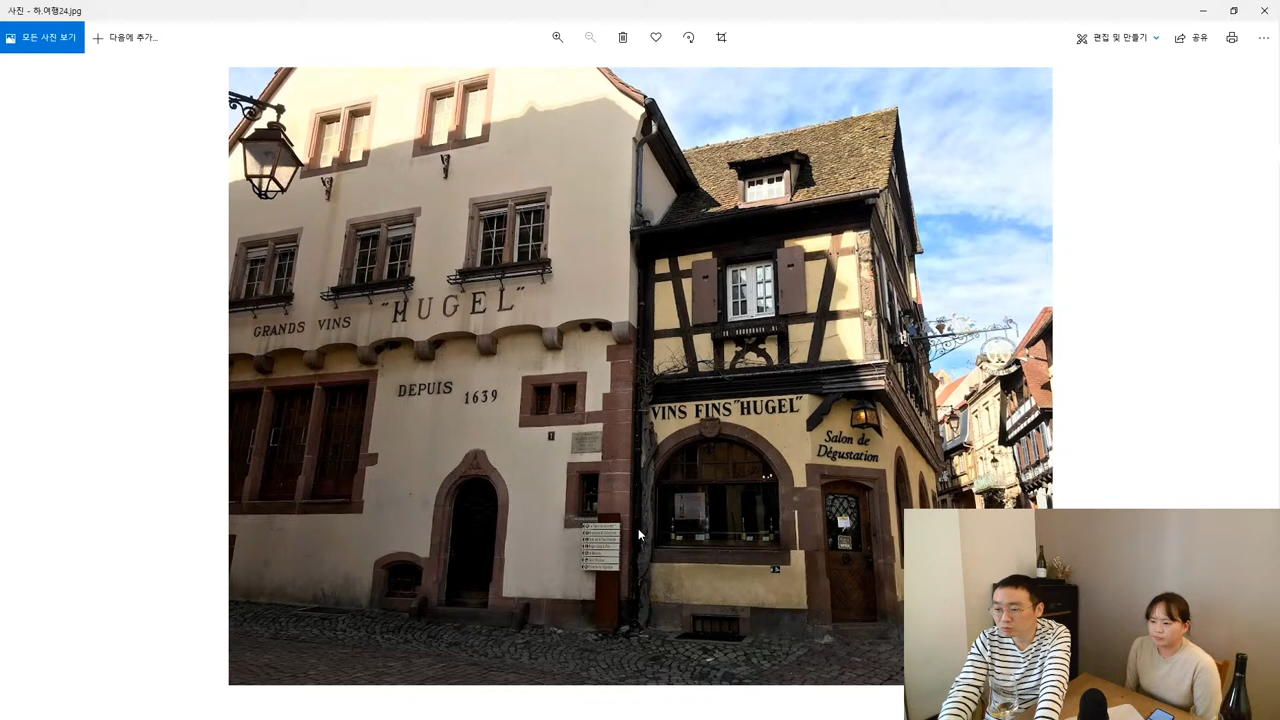 사진 - 하.여행24.jpg
모든 사진 보기
다음에 추가...
편집 및 만들기
공유
GRANDS VINS "HUGEL"
DEPUIS 1639
VINS FINS "HUGEL"
Salon de
Dégustation